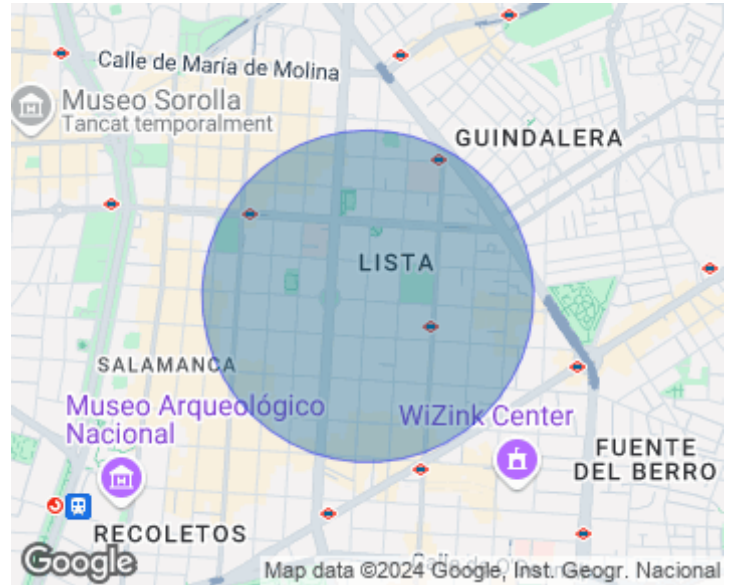 Calle de María de Molina
Museo Sorolla
Tancat temporalment
GUINDALERA
LISTA
SALAMANCA
Museo Arqueológico
Nacional
WiZink Center
FUENTE
DEL BERRO
RECOLETOS
Google
Map data ©2024 Google, Inst. Geogr. Nacional